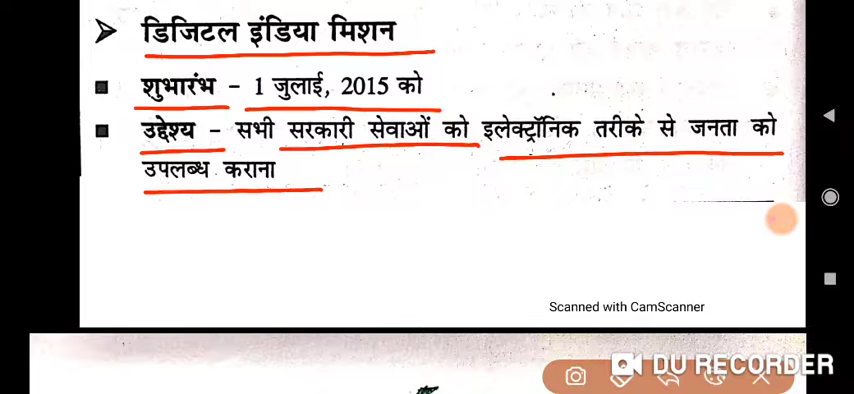 ➤ डिजिटल इंडिया मिशन
■ शुभारंभ - 1 जुलाई, 2015 को
■ उद्देश्य - सभी सरकारी सेवाओं को इलेक्ट्रॉनिक तरीके से जनता को
उपलब्ध कराना
Scanned with CamScanner
DU RECORDER